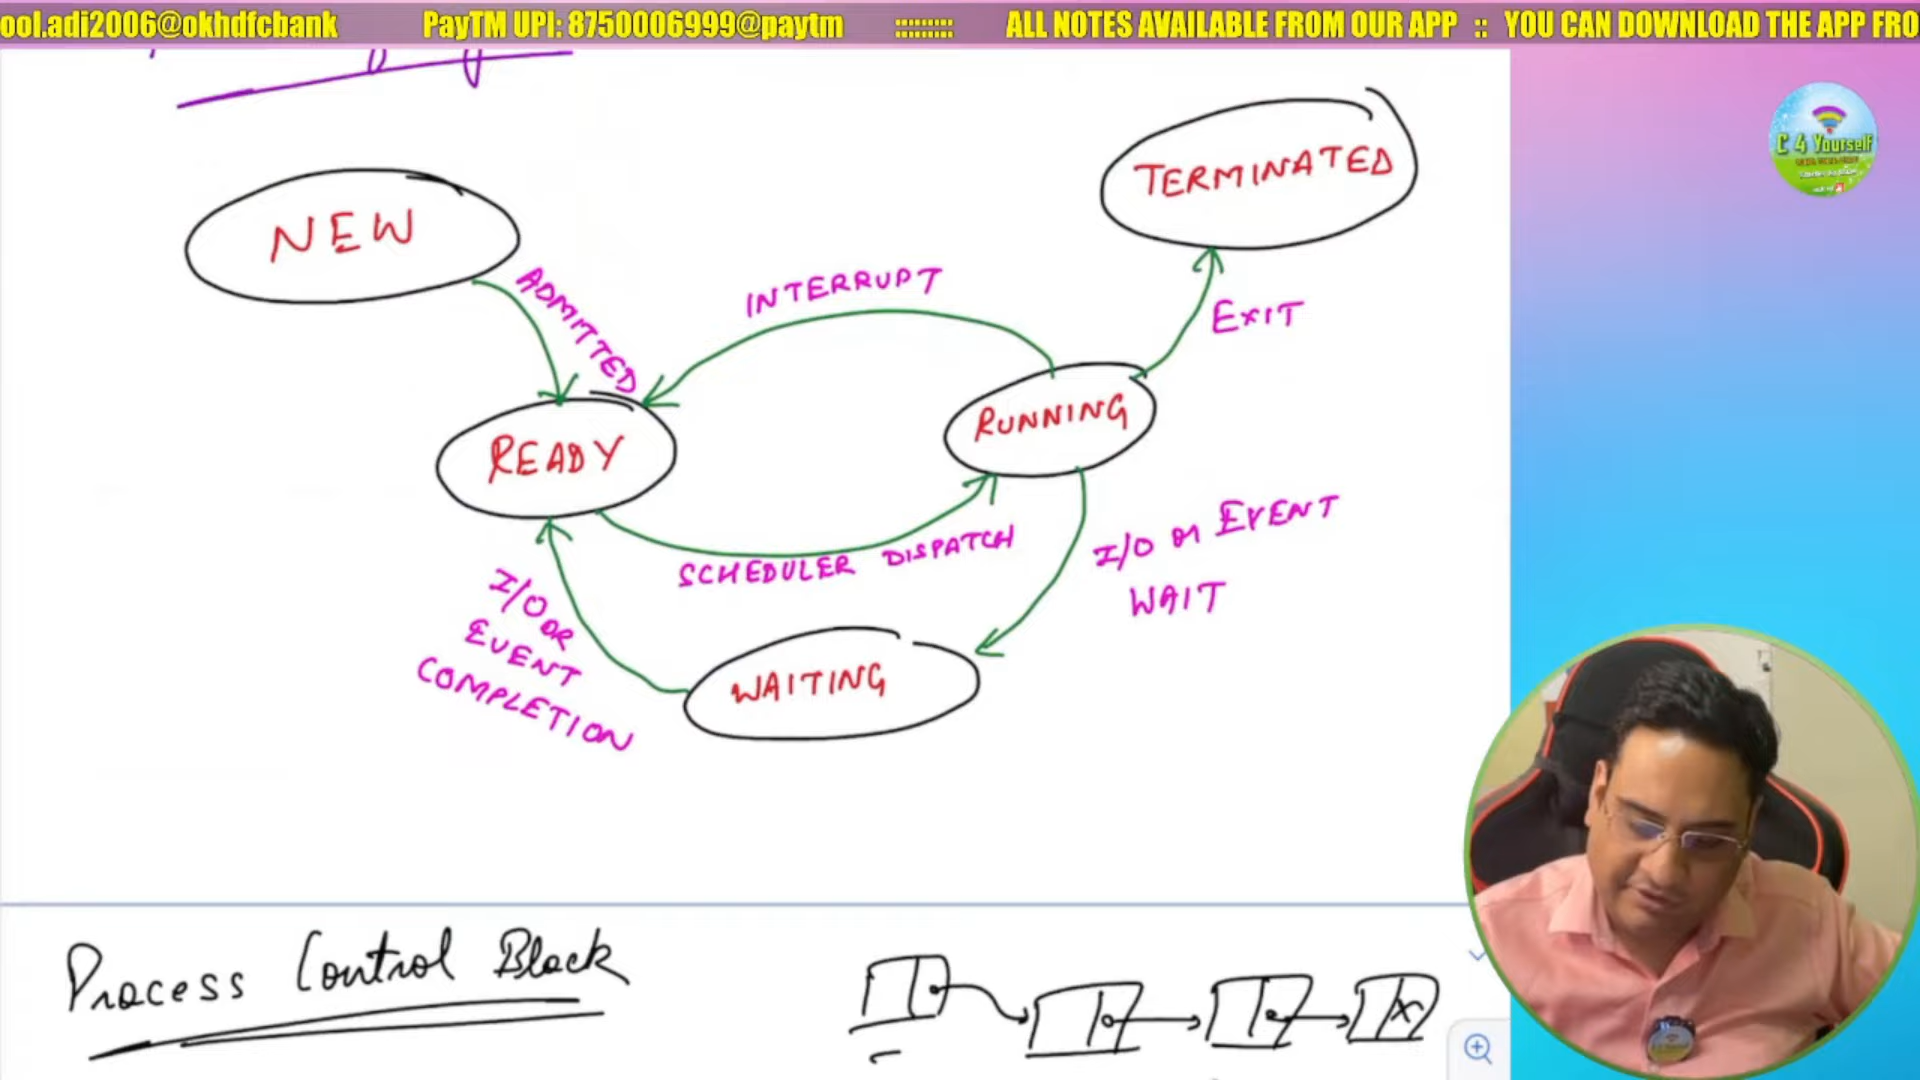 ool.adi2006@okhdfcbank PayTM UPI: 8750006999@paytm ::::::::: ALL NOTES AVAILABLE FROM OUR APP :: YOU CAN DOWNLOAD THE APP FRO
TERMINATED
C 4 Yourself
NEW
ADMITTED
INTERRUPT
EXIT
READY
RUNNING
SCHEDULER DISPATCH
I/O or EVENT
WAIT
I/O OR
EVENT
COMPLETION
WAITING
Process Control Block